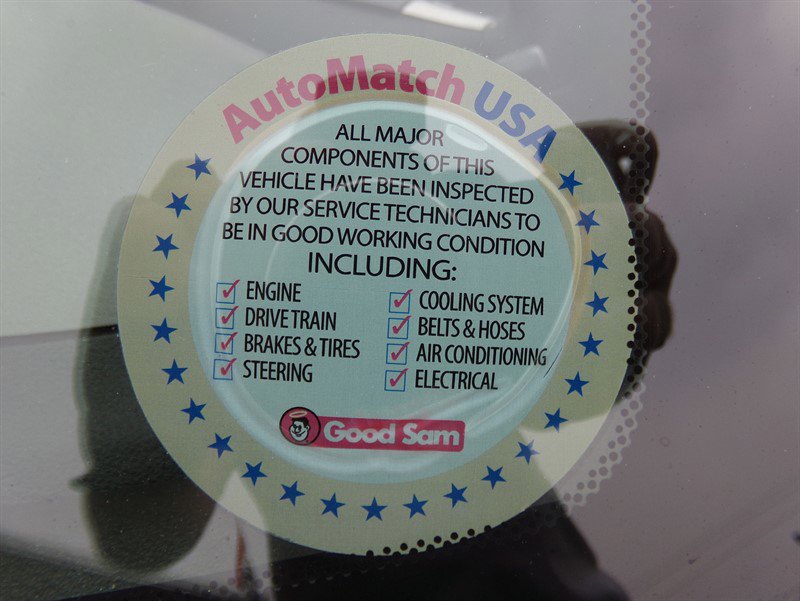 AutoMatch USA
ALL MAJOR
COMPONENTS OF THIS
VEHICLE HAVE BEEN INSPECTED
BY OUR SERVICE TECHNICIANS TO
BE IN GOOD WORKING CONDITION
INCLUDING:
ENGINE
DRIVE TRAIN
BRAKES & TIRES
STEERING
COOLING SYSTEM
BELTS & HOSES
AIR CONDITIONING
ELECTRICAL
Good Sam